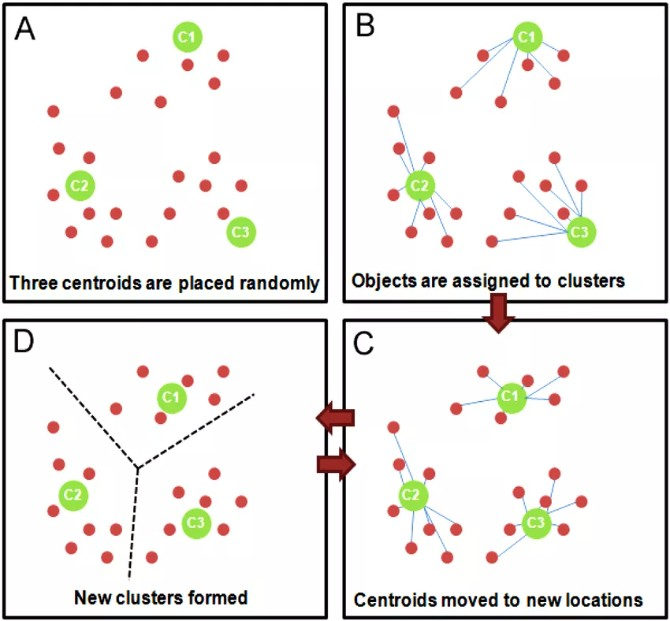 A
C1
C2
C3
Three centroids are placed randomly
B
C1
C2
C3
Objects are assigned to clusters
D
C1
C2
C3
New clusters formed
C
C1
C2
C3
Centroids moved to new locations